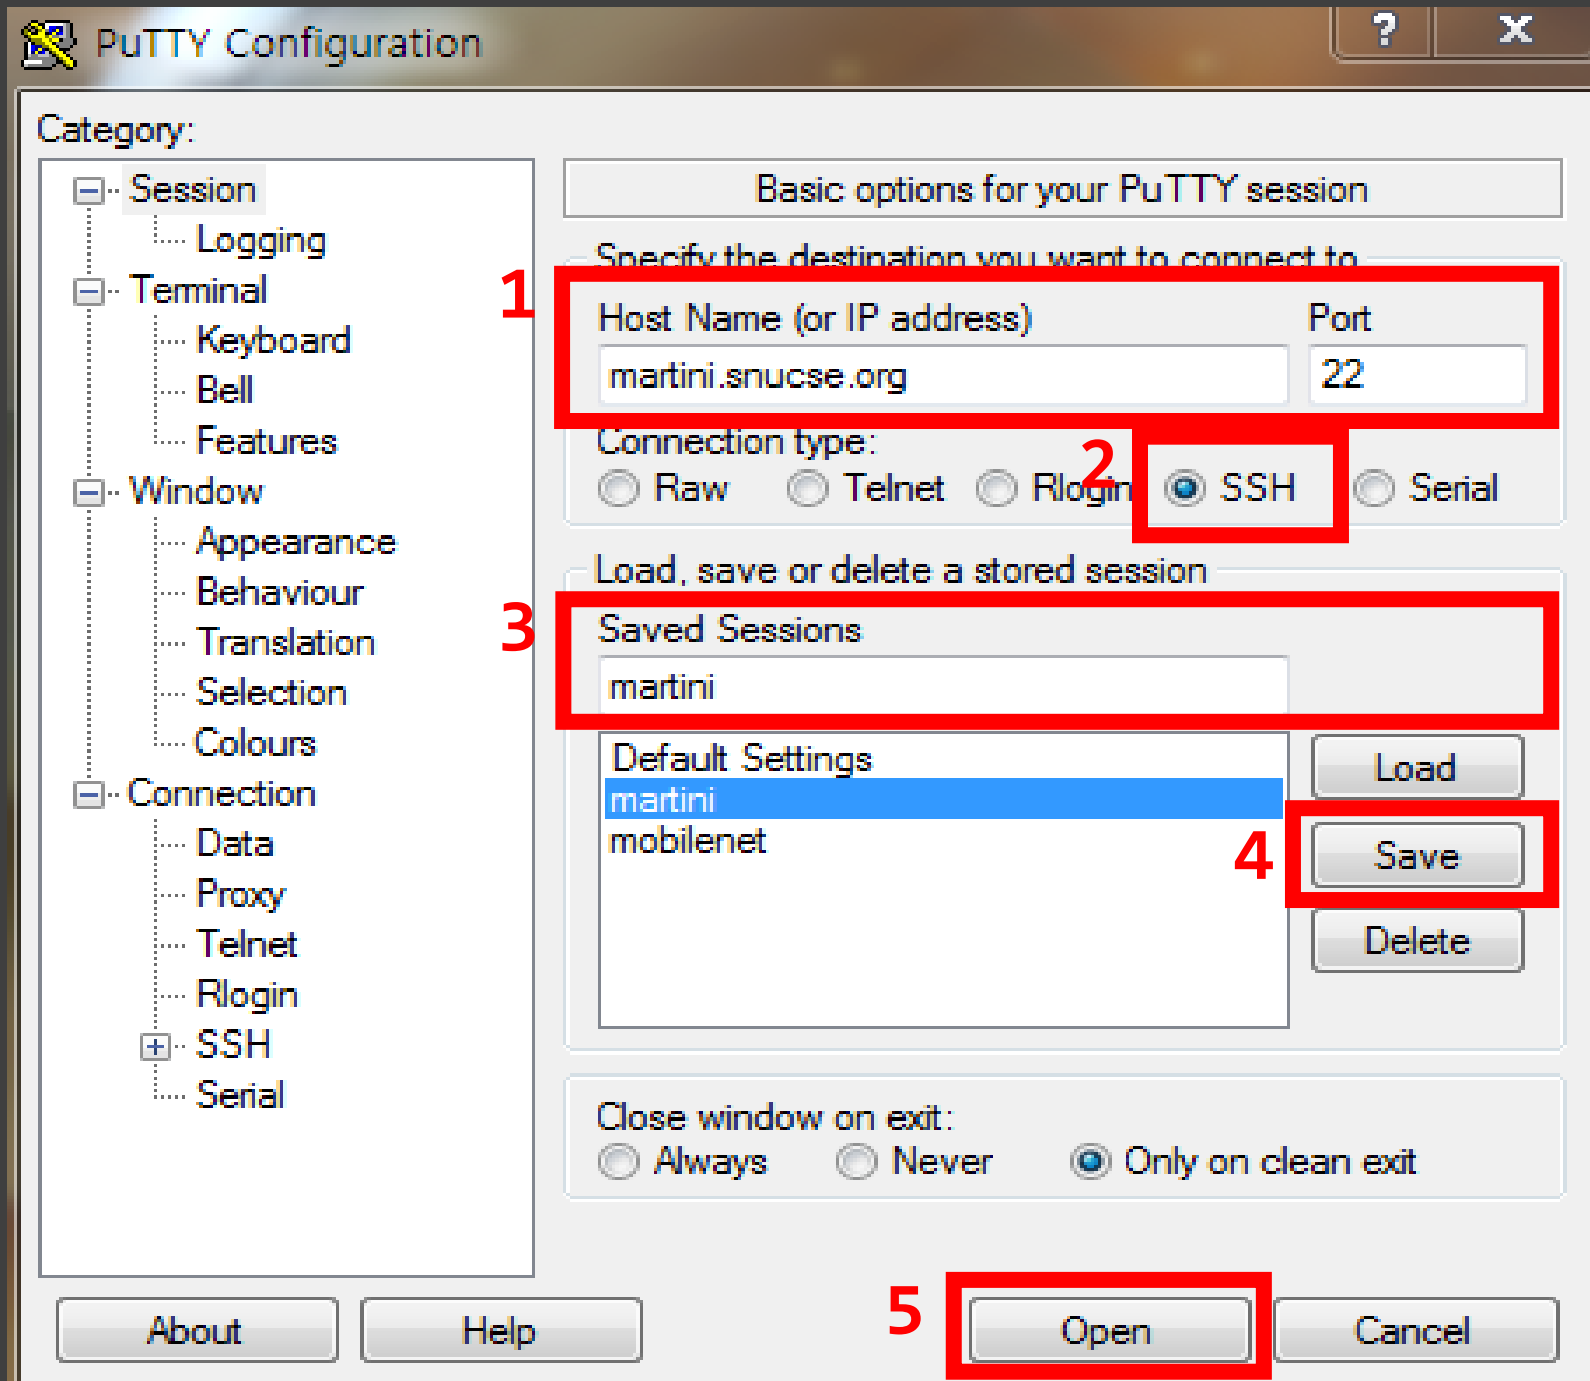 PuTTY Configuration
?
Category:
Session
Logging
Terminal
Keyboard
Bell
Features
Window
Appearance
Behaviour
Translation
Selection
Colours
Connection
Data
Proxy
Telnet
Rlogin
SSH
Serial
Basic options for your PuTTY session
Specify the destination you want to connect to
1
Host Name (or IP address) Port
martini.snucse.org 22
Connection type:
2
Raw Telnet Rlogin SSH Serial
Load, save or delete a stored session
3
Saved Sessions
martini
Default Settings
martini
mobilenet
Load
4
Save
Delete
Close window on exit:
Always Never Only on clean exit
5
About Help Open Cancel